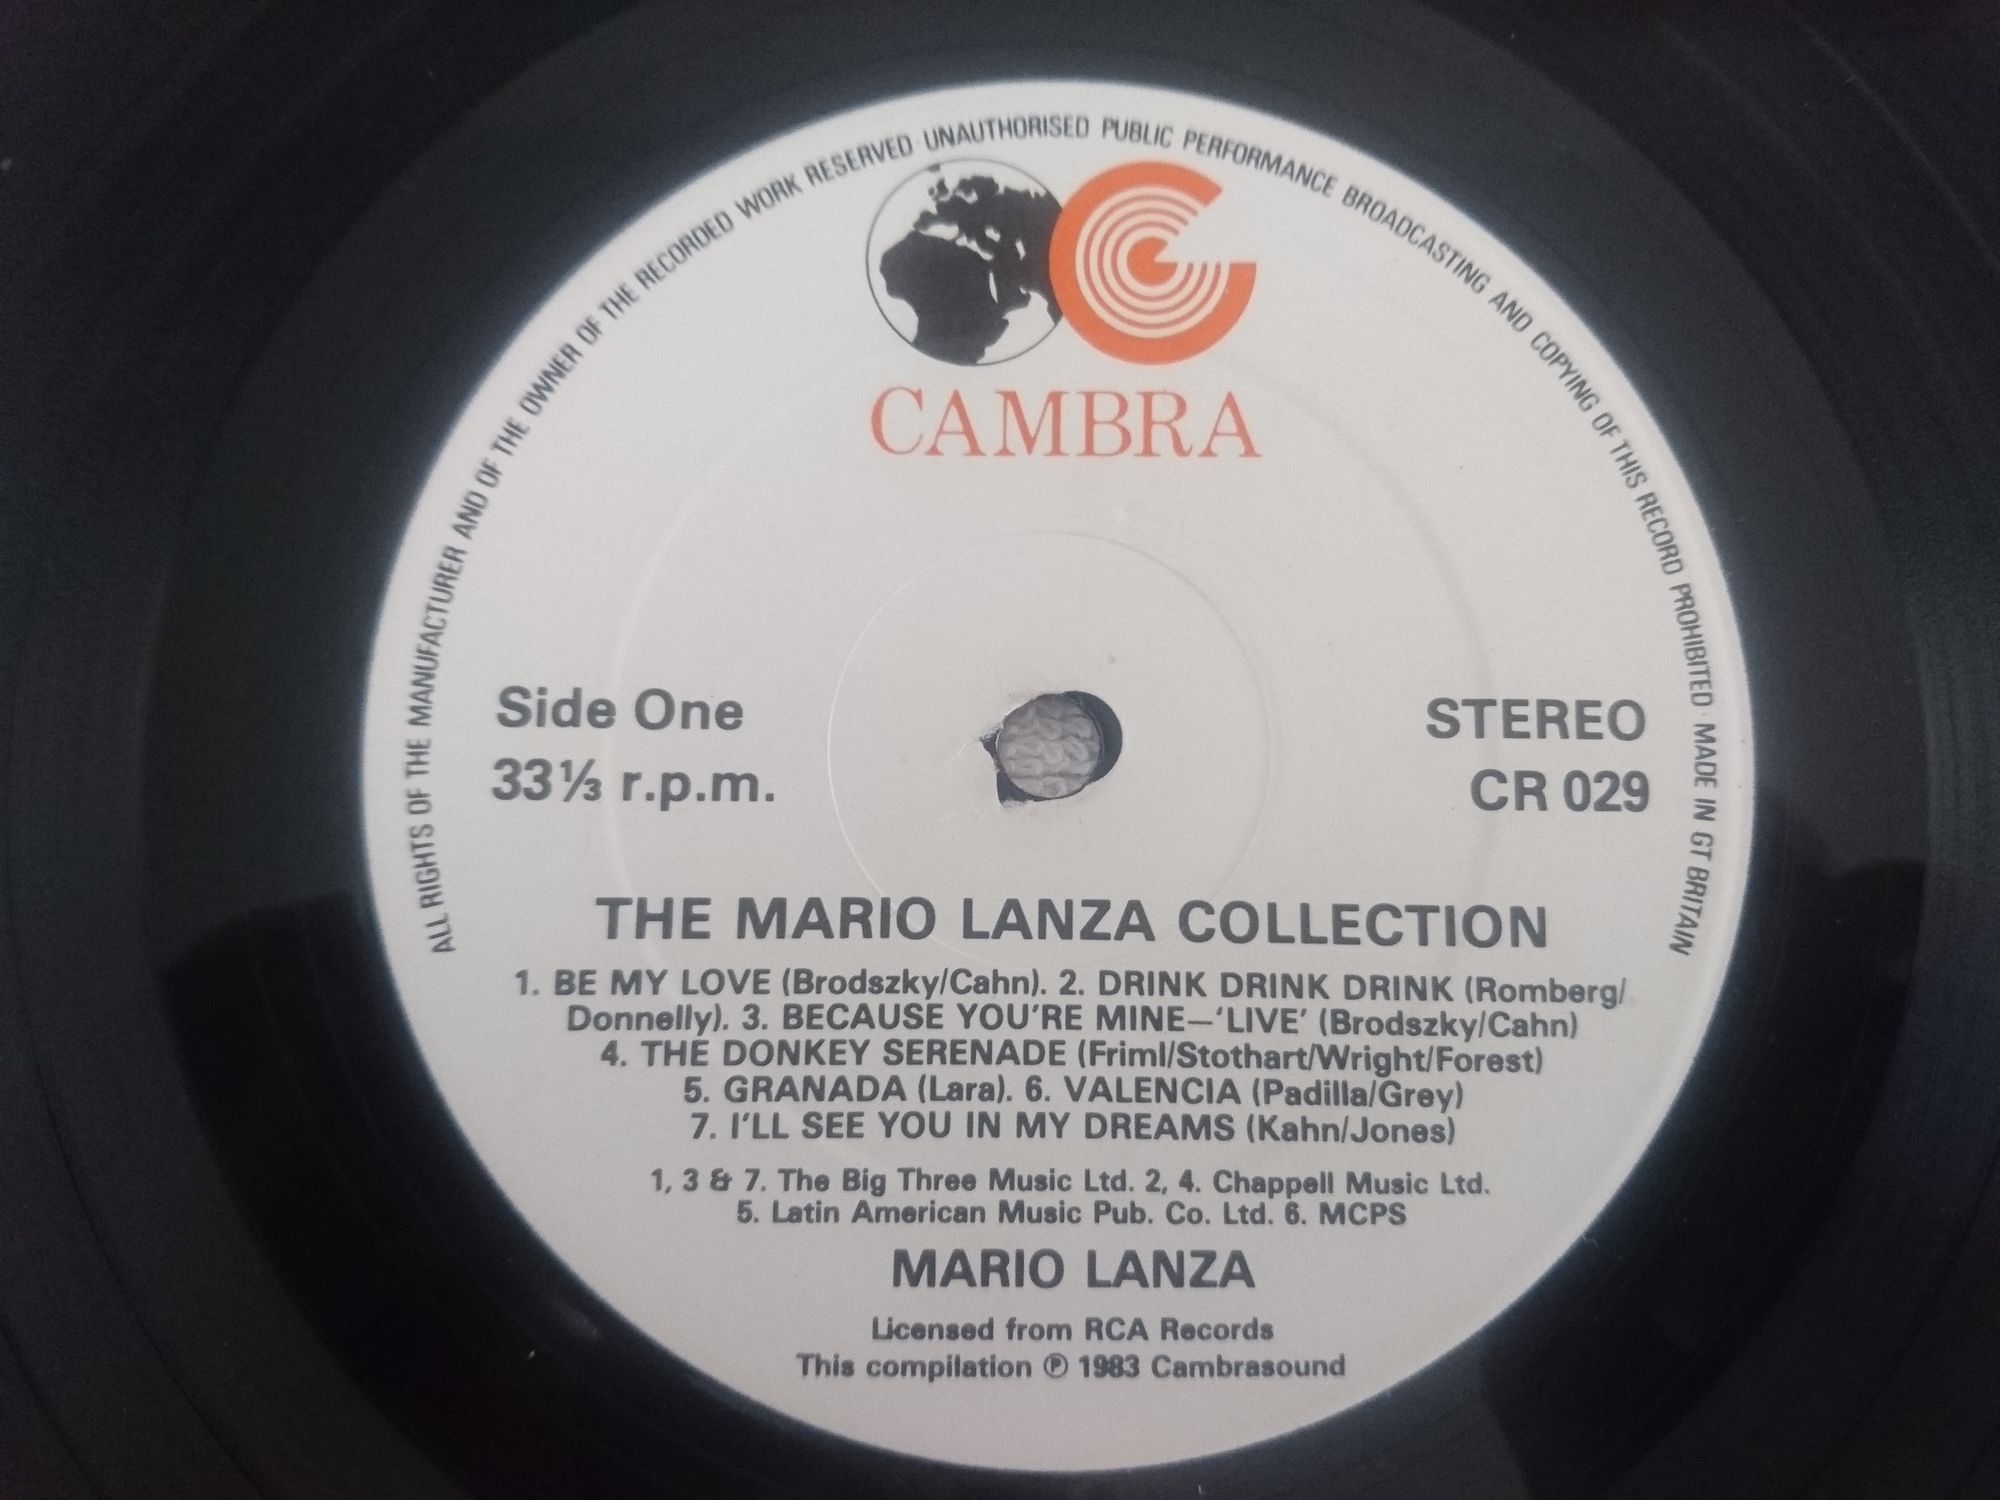 ALL RIGHTS OF THE MANUFACTURER AND OF THE OWNER OF THE RECORDED WORK RESERVED · UNAUTHORISED PUBLIC PERFORMANCE BROADCASTING AND COPYING OF THIS RECORD PROHIBITED · MADE IN GT BRITAIN
CAMBRA
Side One
33⅓ r.p.m.
STEREO
CR 029
THE MARIO LANZA COLLECTION
1. BE MY LOVE (Brodszky/Cahn). 2. DRINK DRINK DRINK (Romberg/
Donnelly). 3. BECAUSE YOU'RE MINE—'LIVE' (Brodszky/Cahn)
4. THE DONKEY SERENADE (Friml/Stothart/Wright/Forest)
5. GRANADA (Lara). 6. VALENCIA (Padilla/Grey)
7. I'LL SEE YOU IN MY DREAMS (Kahn/Jones)
1, 3 & 7. The Big Three Music Ltd. 2, 4. Chappell Music Ltd.
5. Latin American Music Pub. Co. Ltd. 6. MCPS
MARIO LANZA
Licensed from RCA Records
This compilation ℗ 1983 Cambrasound